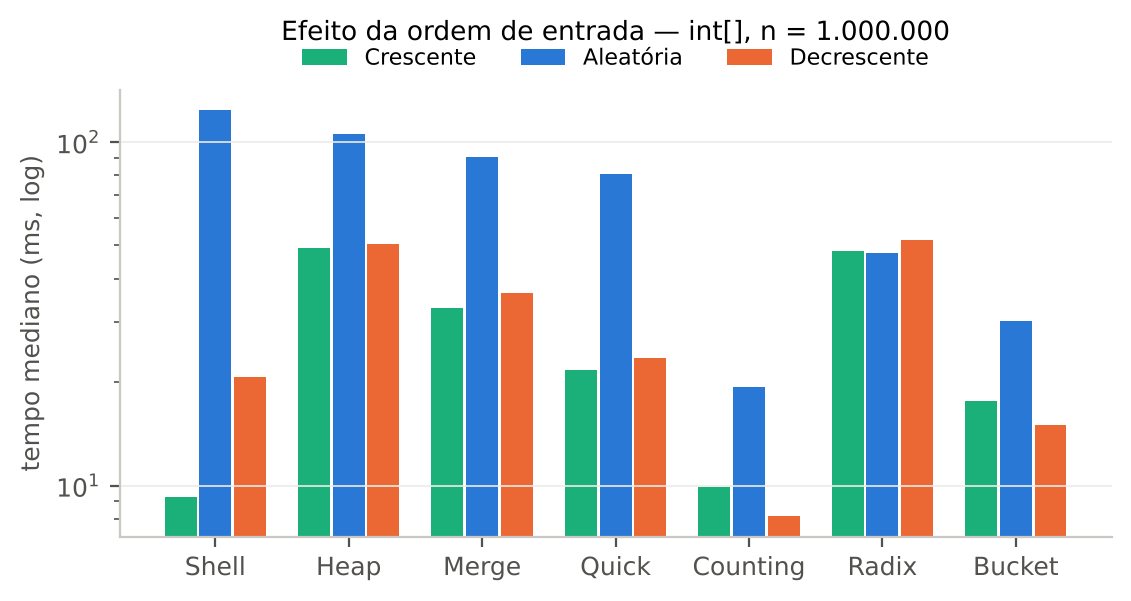 Efeito da ordem de entrada — int[], n = 1.000.000
Crescente Aleatória Decrescente
tempo mediano (ms, log)
10²
10¹
Shell Heap Merge Quick Counting Radix Bucket